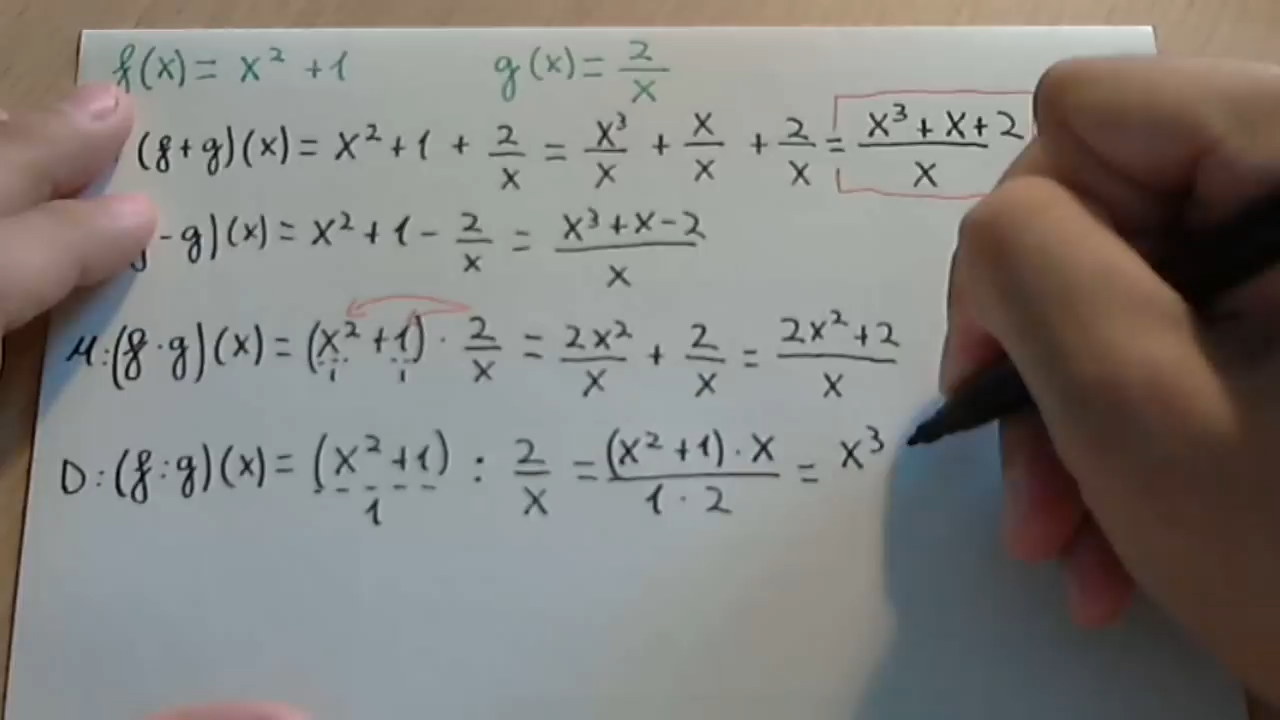 f(x) = x² + 1 g(x) = 2/x
(f+g)(x) = x² + 1 + 2/x = x³/x + x/x + 2/x = (x³ + x + 2)/x
- g)(x) = x² + 1 - 2/x = (x³ + x - 2)/x
M: (f · g)(x) = (x² + 1) · 2/x = 2x²/x + 2/x = (2x² + 2)/x
D: (f : g)(x) = (x² + 1)/1 : 2/x = (x² + 1) · x/1 · 2 = x³